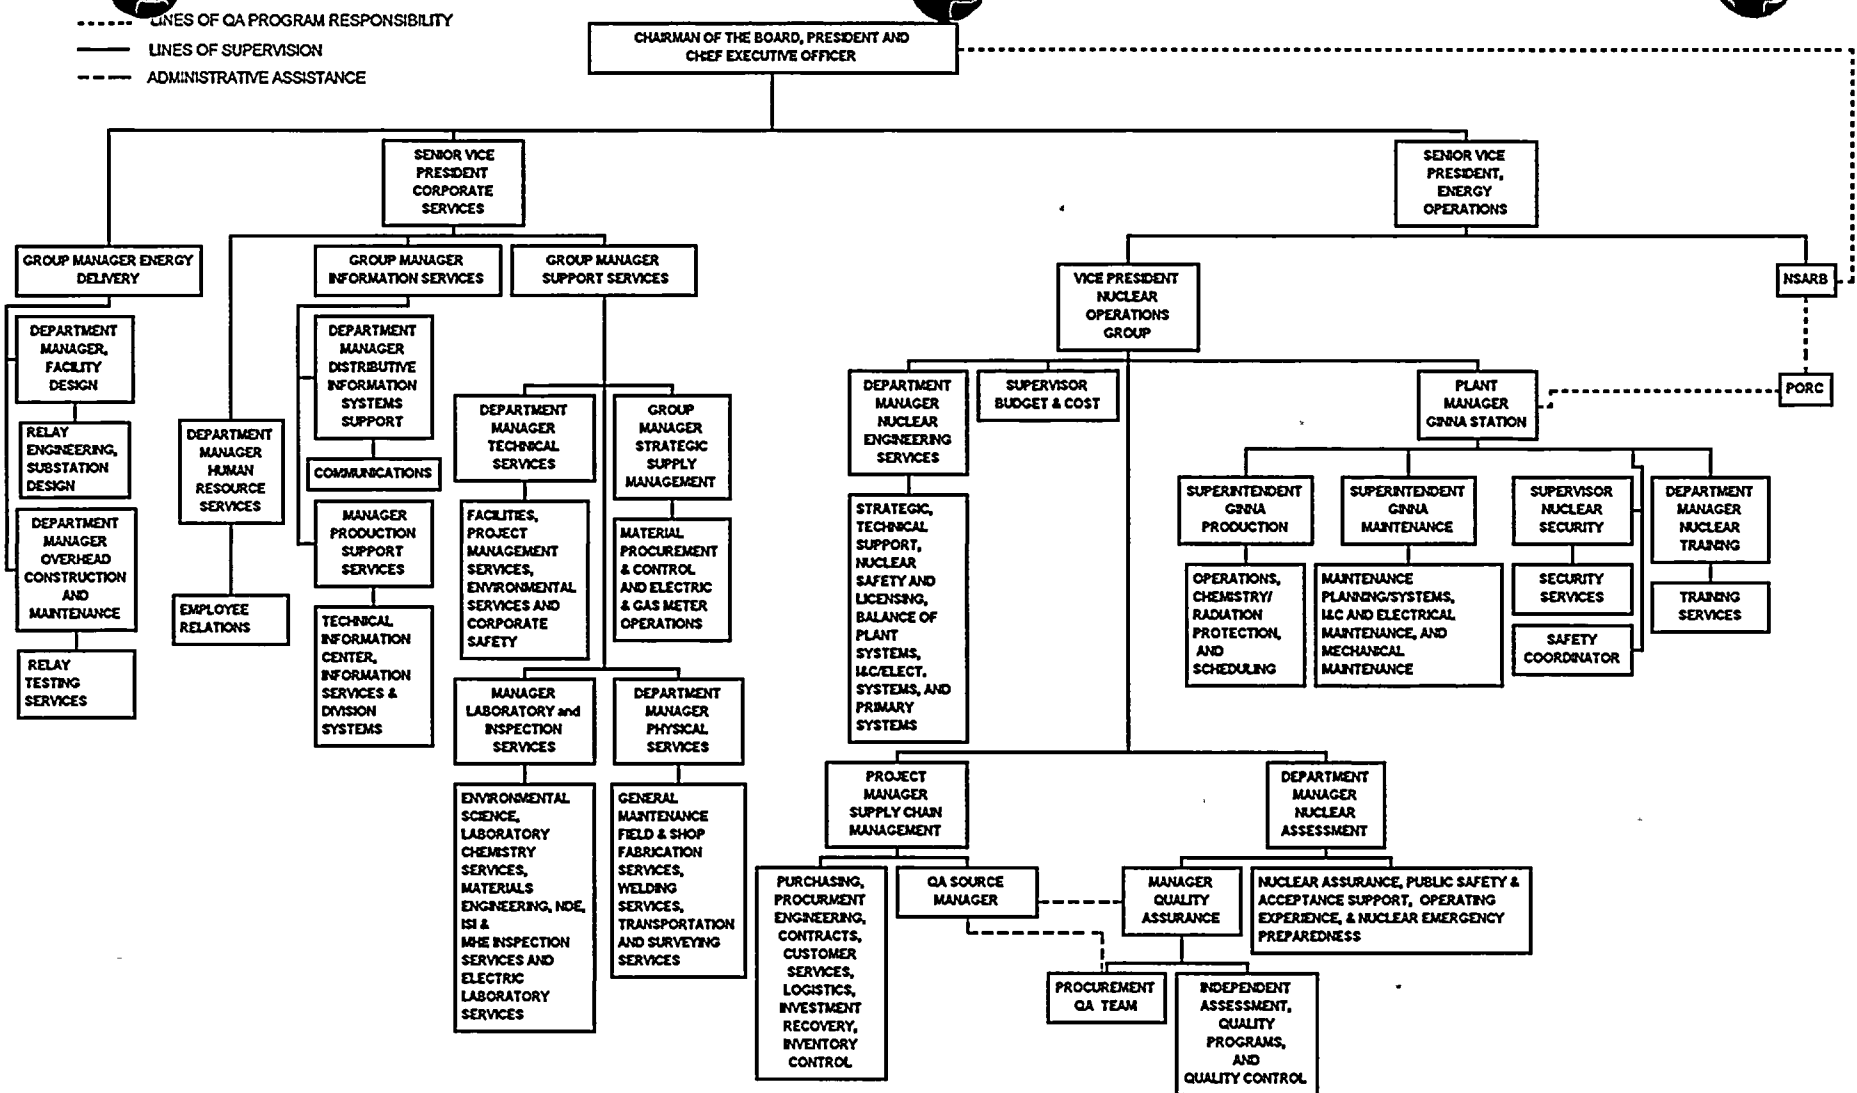 LINES OF QA PROGRAM RESPONSIBILITY
LINES OF SUPERVISION
ADMINISTRATIVE ASSISTANCE
CHAIRMAN OF THE BOARD, PRESIDENT AND
CHIEF EXECUTIVE OFFICER
SENIOR VICE
PRESIDENT
CORPORATE
SERVICES
SENIOR VICE
PRESIDENT,
ENERGY
OPERATIONS
GROUP MANAGER ENERGY
DELIVERY
GROUP MANAGER
INFORMATION SERVICES
GROUP MANAGER
SUPPORT SERVICES
VICE PRESIDENT
NUCLEAR
OPERATIONS
GROUP
NSARB
DEPARTMENT
MANAGER,
FACILITY
DESIGN
RELAY
ENGINEERING,
SUBSTATION
DESIGN
DEPARTMENT
MANAGER
OVERHEAD
CONSTRUCTION
AND
MAINTENANCE
RELAY
TESTING
SERVICES
DEPARTMENT
MANAGER
HUMAN
RESOURCE
SERVICES
EMPLOYEE
RELATIONS
DEPARTMENT
MANAGER
DISTRIBUTIVE
INFORMATION
SYSTEMS
SUPPORT
COMMUNICATIONS
MANAGER
PRODUCTION
SUPPORT
SERVICES
TECHNICAL
INFORMATION
CENTER,
INFORMATION
SERVICES &
DIVISION
SYSTEMS
DEPARTMENT
MANAGER
TECHNICAL
SERVICES
FACILITIES,
PROJECT
MANAGEMENT
SERVICES,
ENVIRONMENTAL
SERVICES AND
CORPORATE
SAFETY
GROUP
MANAGER
STRATEGIC
SUPPLY
MANAGEMENT
MATERIAL
PROCUREMENT
& CONTROL
AND ELECTRIC
& GAS METER
OPERATIONS
MANAGER
LABORATORY and
INSPECTION
SERVICES
ENVIRONMENTAL
SCIENCE,
LABORATORY
CHEMISTRY
SERVICES,
MATERIALS
ENGINEERING, NDE,
ISI &
MHE INSPECTION
SERVICES AND
ELECTRIC
LABORATORY
SERVICES
DEPARTMENT
MANAGER
PHYSICAL
SERVICES
GENERAL
MAINTENANCE
FIELD & SHOP
FABRICATION
SERVICES,
WELDING
SERVICES,
TRANSPORTATION
AND SURVEYING
SERVICES
DEPARTMENT
MANAGER
NUCLEAR
ENGINEERING
SERVICES
STRATEGIC,
TECHNICAL
SUPPORT,
NUCLEAR
SAFETY AND
LICENSING,
BALANCE OF
PLANT
SYSTEMS,
I&C/ELECT.
SYSTEMS, AND
PRIMARY
SYSTEMS
SUPERVISOR
BUDGET & COST
PLANT
MANAGER
GINNA STATION
PORC
SUPERINTENDENT
GINNA
PRODUCTION
OPERATIONS,
CHEMISTRY/
RADIATION
PROTECTION,
AND
SCHEDULING
SUPERINTENDENT
GINNA
MAINTENANCE
MAINTENANCE
PLANNING/SYSTEMS,
I&C AND ELECTRICAL
MAINTENANCE, AND
MECHANICAL
MAINTENANCE
SUPERVISOR
NUCLEAR
SECURITY
SECURITY
SERVICES
SAFETY
COORDINATOR
DEPARTMENT
MANAGER
NUCLEAR
TRAINING
TRAINING
SERVICES
PROJECT
MANAGER
SUPPLY CHAIN
MANAGEMENT
PURCHASING,
PROCURMENT
ENGINEERING,
CONTRACTS,
CUSTOMER
SERVICES,
LOGISTICS,
INVESTMENT
RECOVERY,
INVENTORY
CONTROL
QA SOURCE
MANAGER
DEPARTMENT
MANAGER
NUCLEAR
ASSESSMENT
MANAGER
QUALITY
ASSURANCE
NUCLEAR ASSURANCE, PUBLIC SAFETY &
ACCEPTANCE SUPPORT, OPERATING
EXPERIENCE, & NUCLEAR EMERGENCY
PREPAREDNESS
PROCUREMENT
QA TEAM
INDEPENDENT
ASSESSMENT,
QUALITY
PROGRAMS,
AND
QUALITY CONTROL